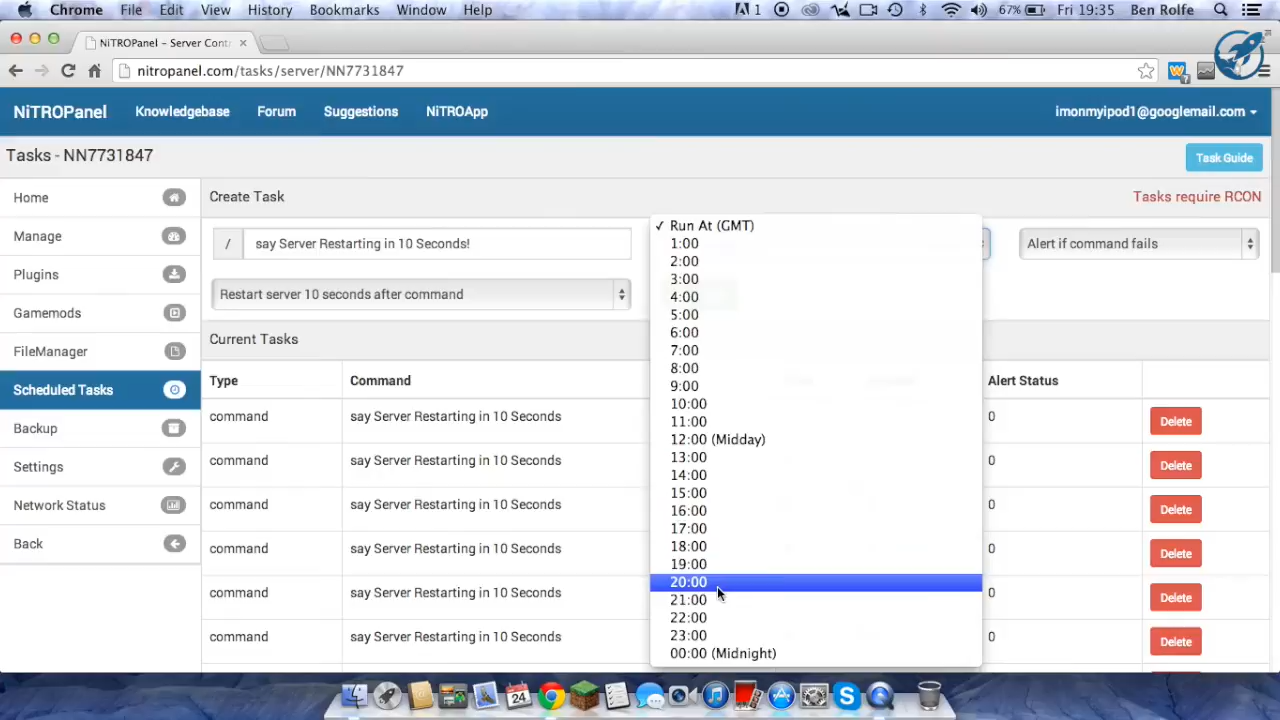 Chrome File Edit View History Bookmarks Window Help 1 67% Fri 19:35 Ben Rolfe
NiTROPanel - Server Cont
nitropanel.com/tasks/server/NN7731847
NiTROPanel Knowledgebase Forum Suggestions NiTROApp imonmyipod1@googlemail.com
Tasks - NN7731847 Task Guide
Home
Manage
Plugins
Gamemods
FileManager
Scheduled Tasks
Backup
Settings
Network Status
Back
Create Task Tasks require RCON
/ say Server Restarting in 10 Seconds!
Alert if command fails
Restart server 10 seconds after command
✓ Run At (GMT)
1:00
2:00
3:00
4:00
5:00
6:00
7:00
8:00
9:00
10:00
11:00
12:00 (Midday)
13:00
14:00
15:00
16:00
17:00
18:00
19:00
20:00
21:00
22:00
23:00
00:00 (Midnight)
Current Tasks
Type Command Alert Status
command say Server Restarting in 10 Seconds 0 Delete
command say Server Restarting in 10 Seconds 0 Delete
command say Server Restarting in 10 Seconds 0 Delete
command say Server Restarting in 10 Seconds 0 Delete
command say Server Restarting in 10 Seconds 0 Delete
command say Server Restarting in 10 Seconds 0 Delete
24